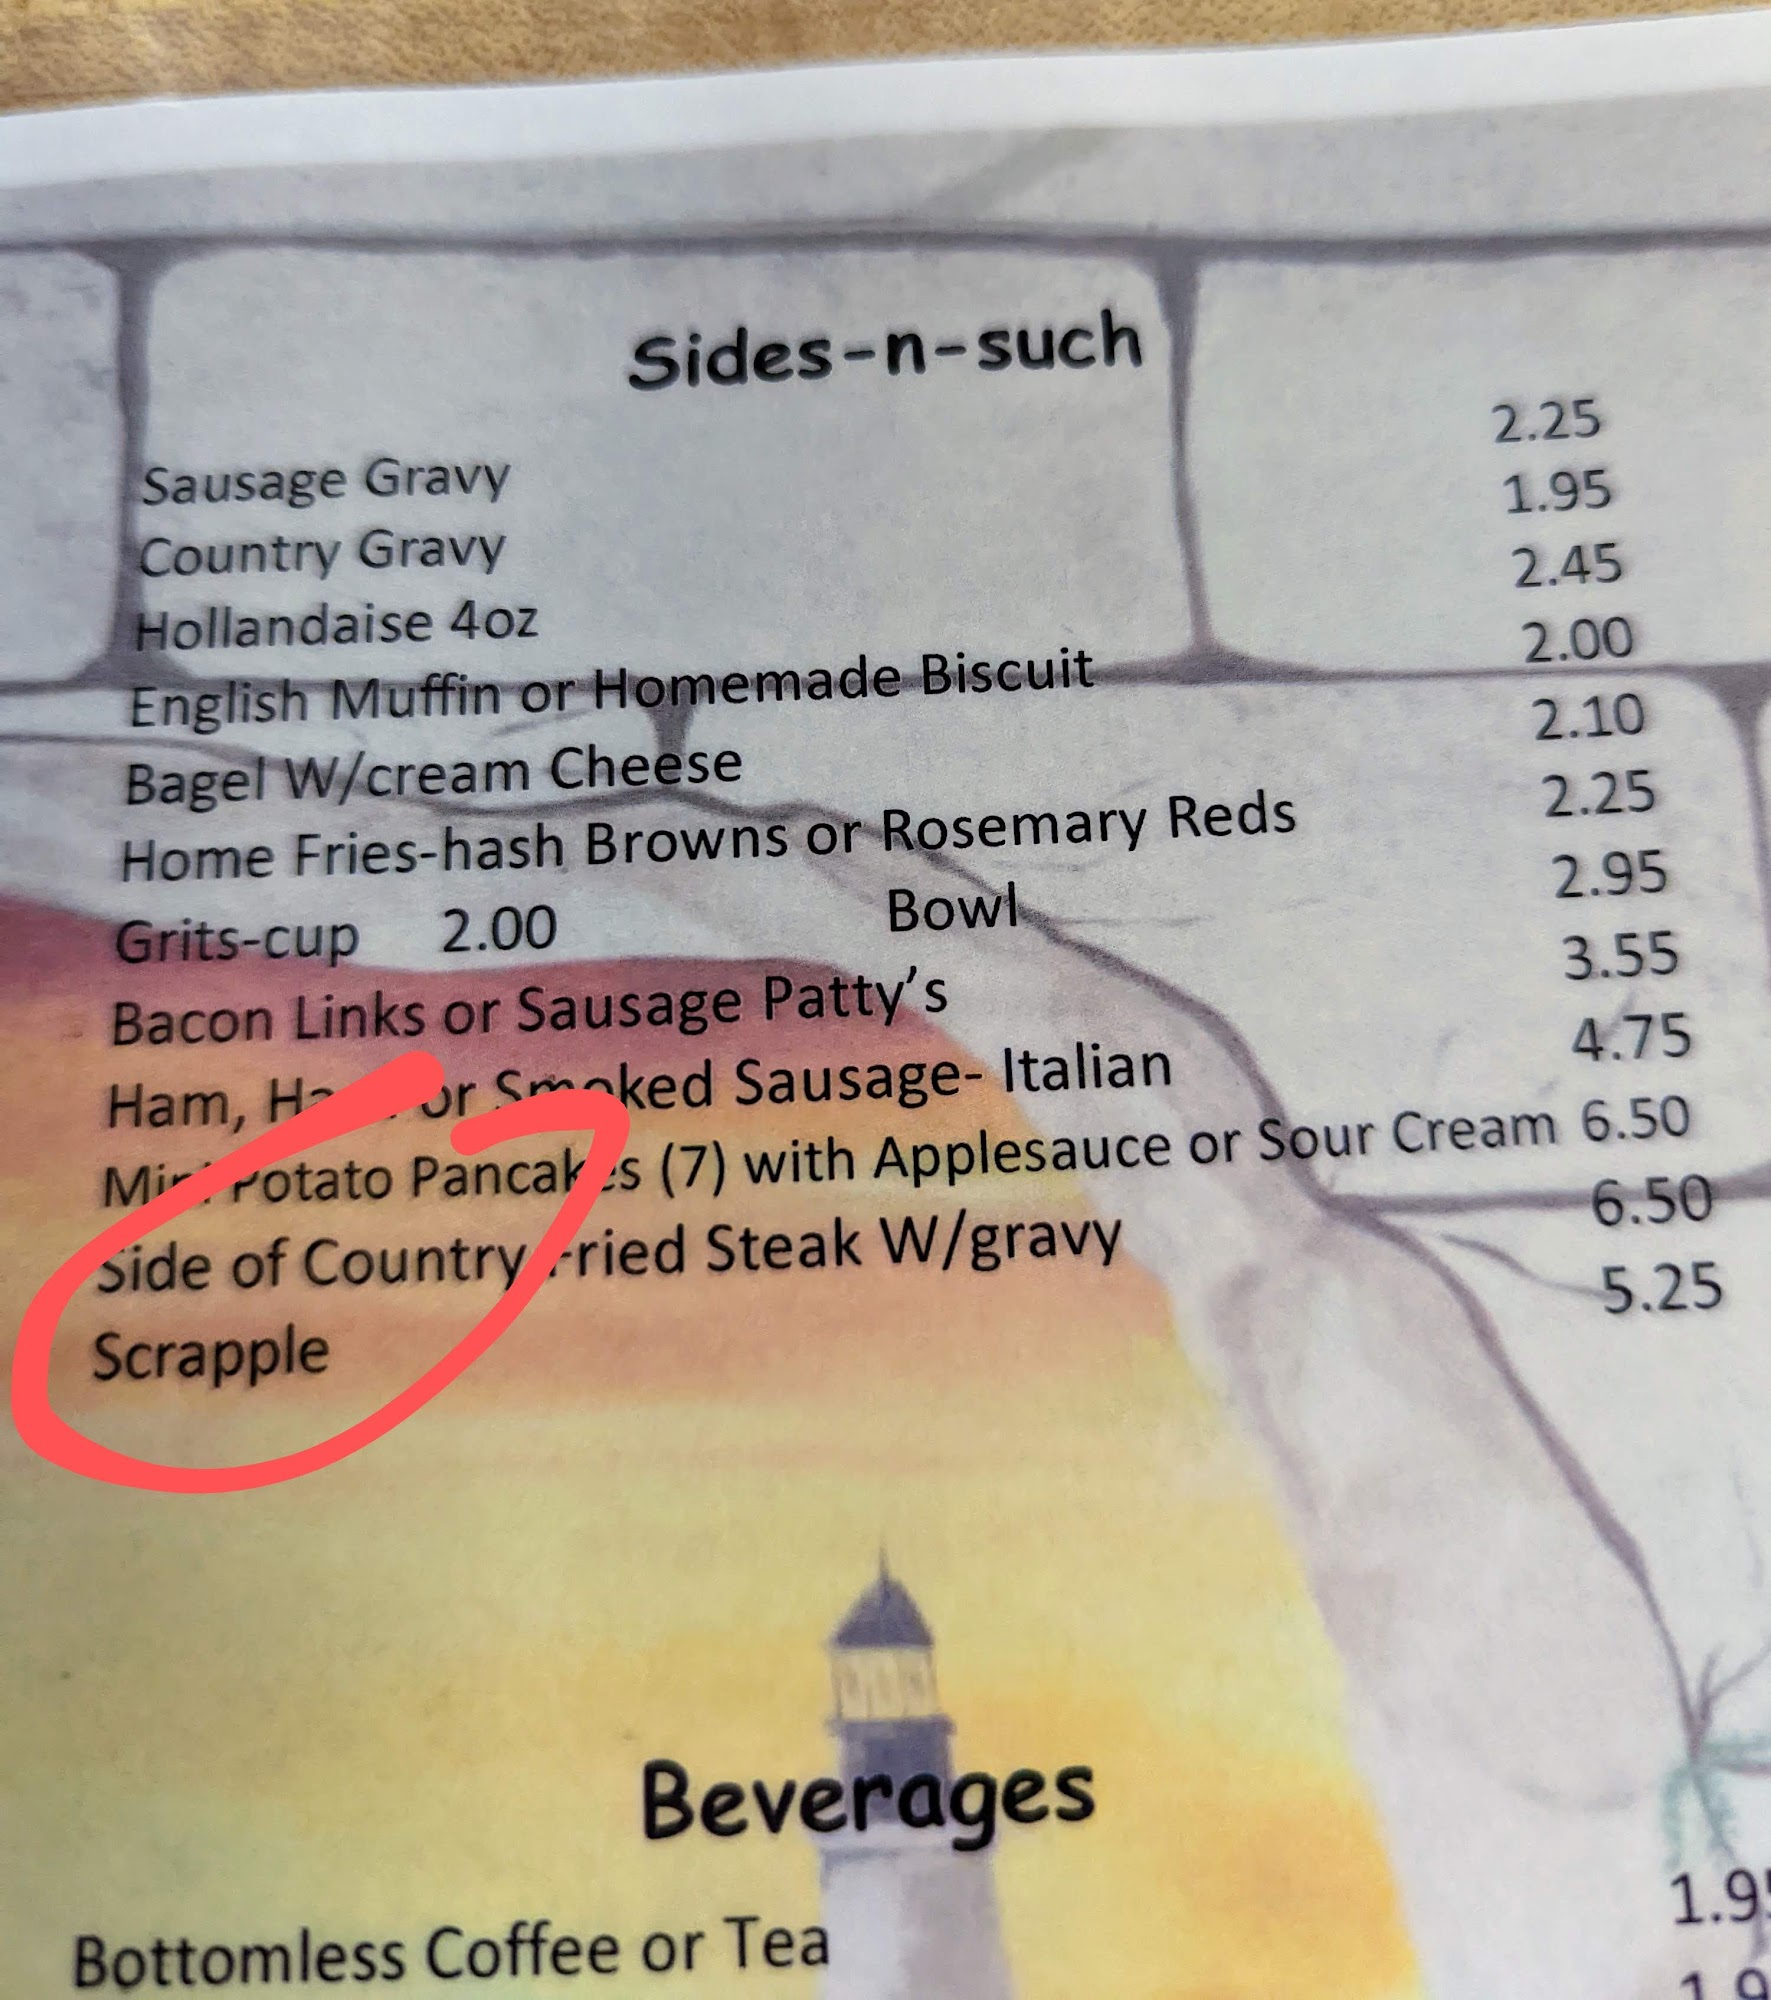 Sides-n-such
Sausage Gravy 2.25
Country Gravy 1.95
Hollandaise 4oz 2.45
English Muffin or Homemade Biscuit 2.00
Bagel W/cream Cheese 2.10
Home Fries-hash Browns or Rosemary Reds 2.25
Grits-cup 2.00 Bowl 2.95
Bacon Links or Sausage Patty's 3.55
Ham, or Smoked Sausage- Italian 4.75
Mini Potato Pancakes (7) with Applesauce or Sour Cream 6.50
Side of Country Fried Steak W/gravy 6.50
Scrapple 5.25
Beverages
Bottomless Coffee or Tea